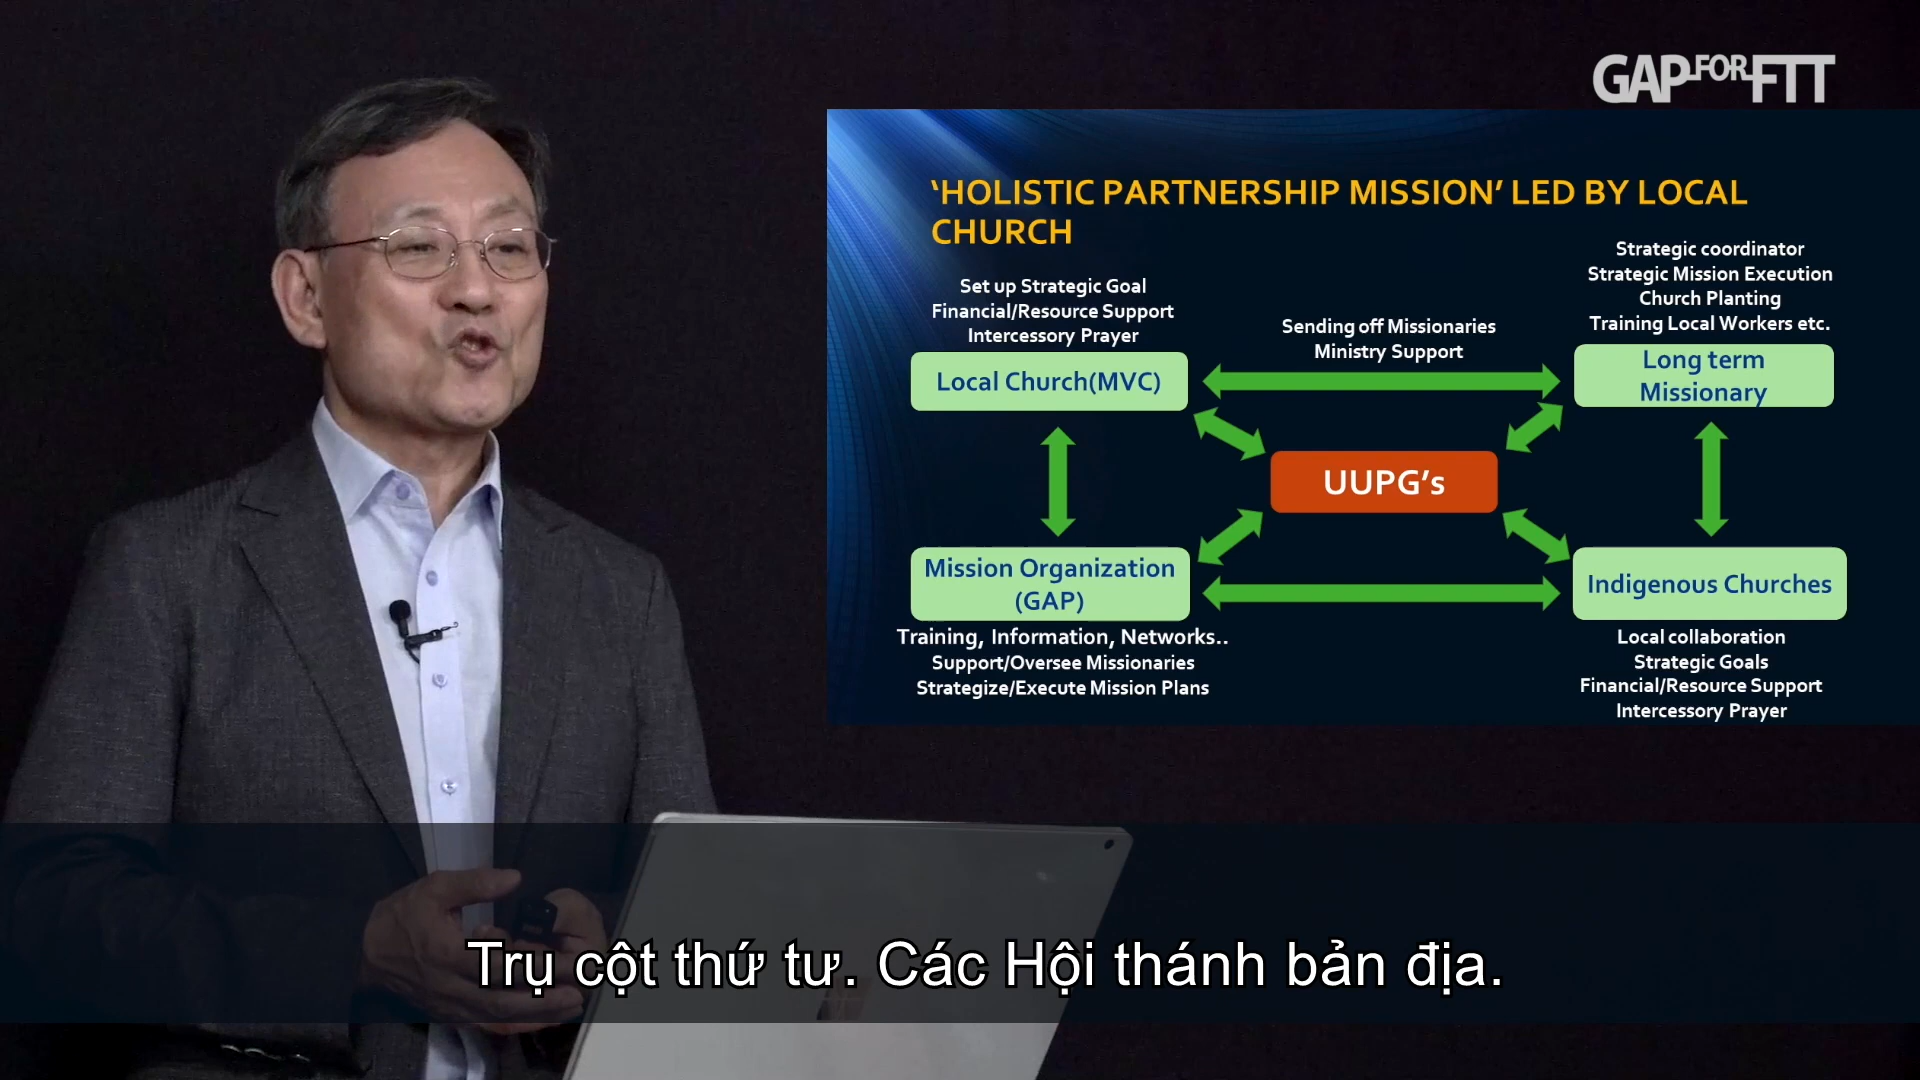 GAP FOR FTT
‘HOLISTIC PARTNERSHIP MISSION’ LED BY LOCAL
CHURCH
Set up Strategic Goal
Financial/Resource Support
Intercessory Prayer
Local Church(MVC)
Sending off Missionaries
Ministry Support
Strategic coordinator
Strategic Mission Execution
Church Planting
Training Local Workers etc.
Long term
Missionary
UUPG’s
Mission Organization
(GAP)
Training, Information, Networks..
Support/Oversee Missionaries
Strategize/Execute Mission Plans
Indigenous Churches
Local collaboration
Strategic Goals
Financial/Resource Support
Intercessory Prayer
Trụ cột thứ tư. Các Hội thánh bản địa.